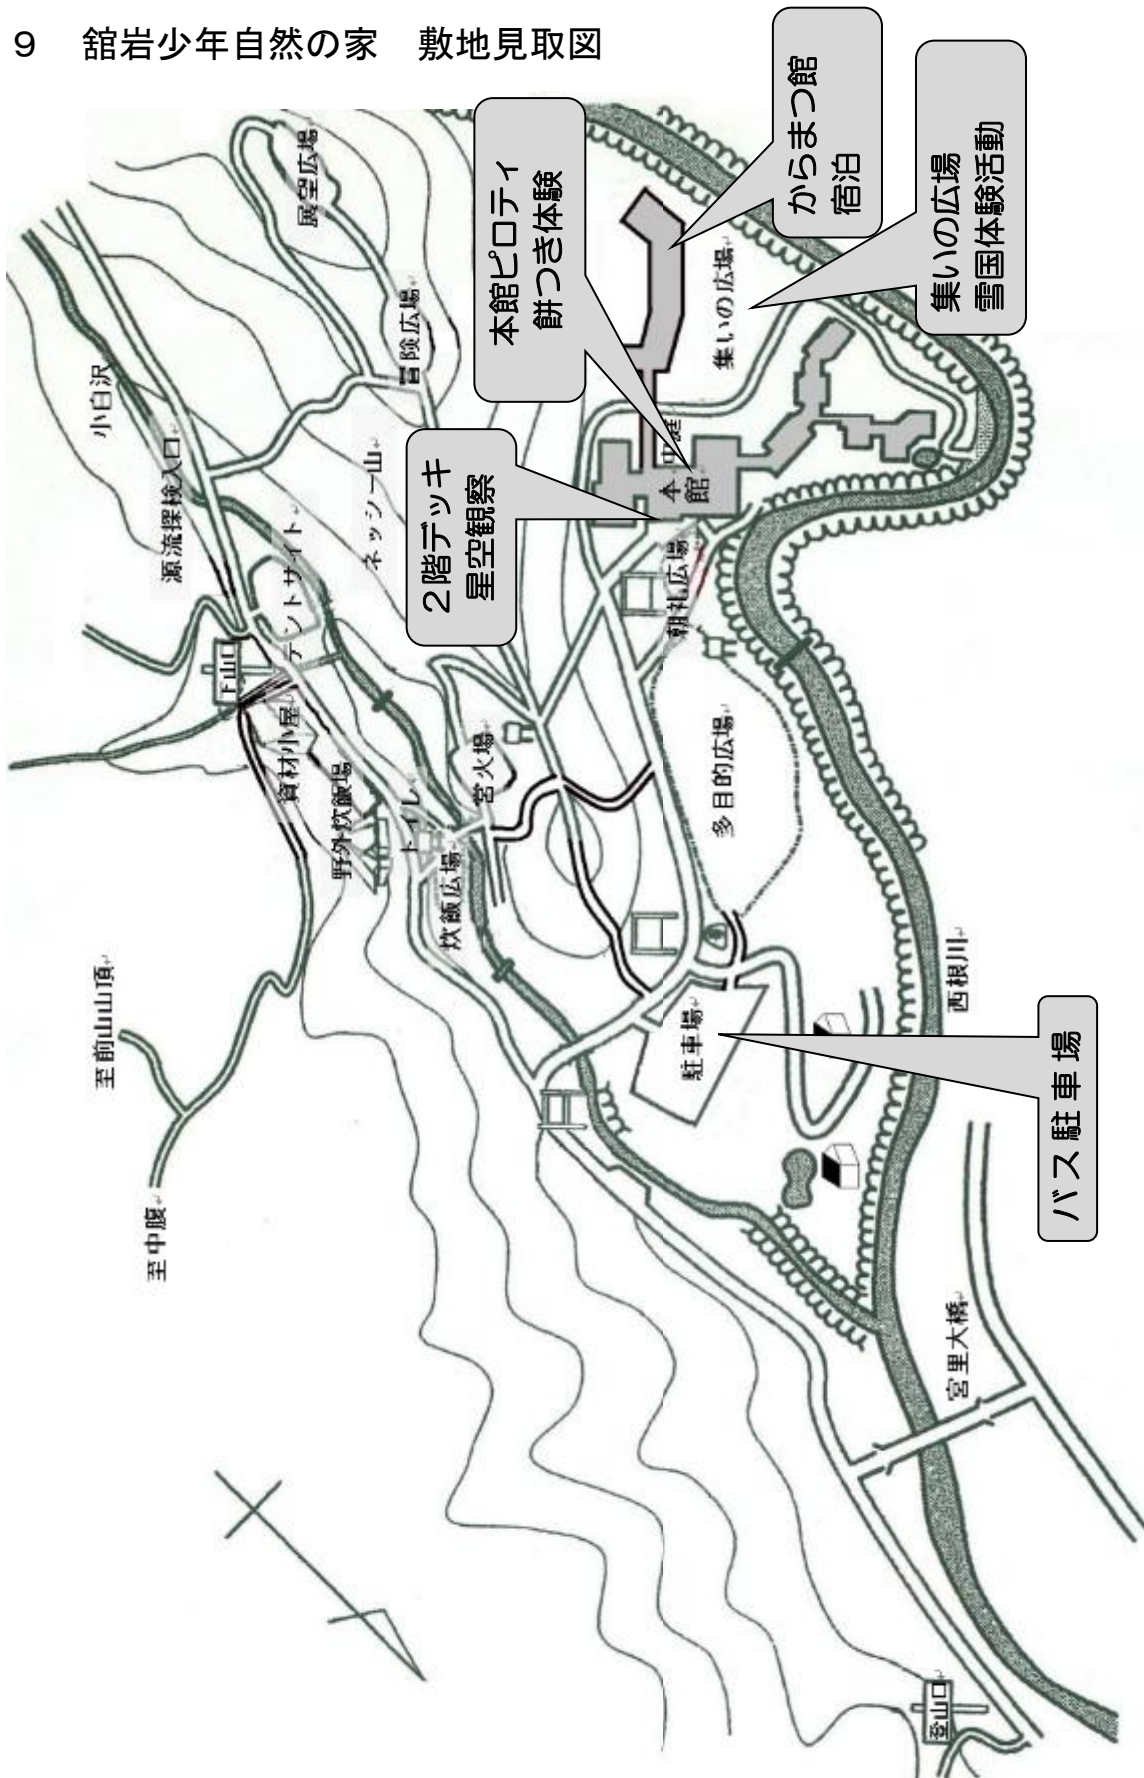 9 舘岩少年自然の家 敷地見取図
からまつ館
宿泊
集いの広場
雪国体験活動
本館ピロティ
餅つき体験
2階デッキ
星空観察
バス駐車場
展望広場
冒険広場
小白沢
源流探検入口
ネッシー山
テントサイト
下山口
資材小屋
野外炊飯場
トイレ
炊飯広場
営火場
集いの広場
中庭
本館
朝礼広場
多目的広場
駐車場
西根川
至前山山頂
至中腹
宮里大橋
登山口